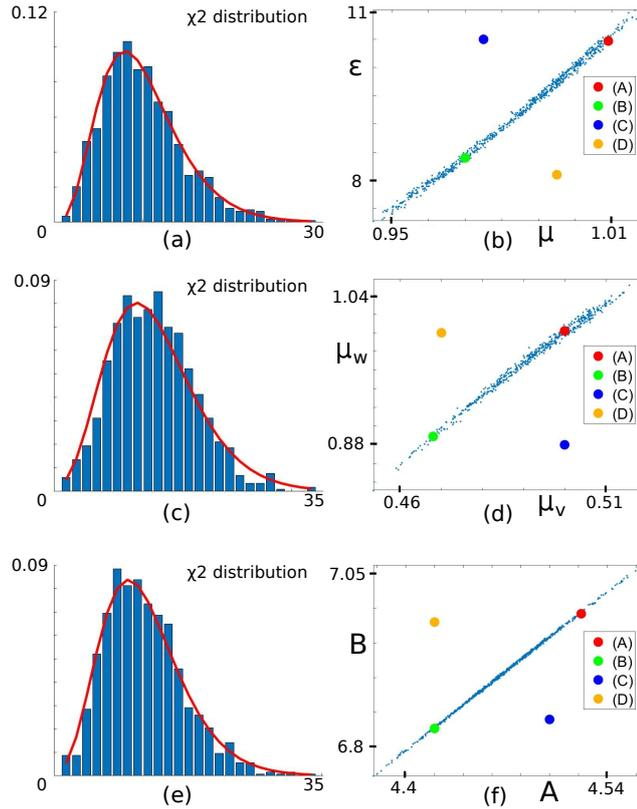 0.12
χ2 distribution
0
30
(a)
11
ε
8
0.95
μ
1.01
(b)
(A)
(B)
(C)
(D)
0.09
χ2 distribution
0
35
(c)
1.04
μw
0.88
0.46
μv
0.51
(d)
(A)
(B)
(C)
(D)
0.09
χ2 distribution
0
35
(e)
7.05
B
6.8
4.4
A
4.54
(f)
(A)
(B)
(C)
(D)